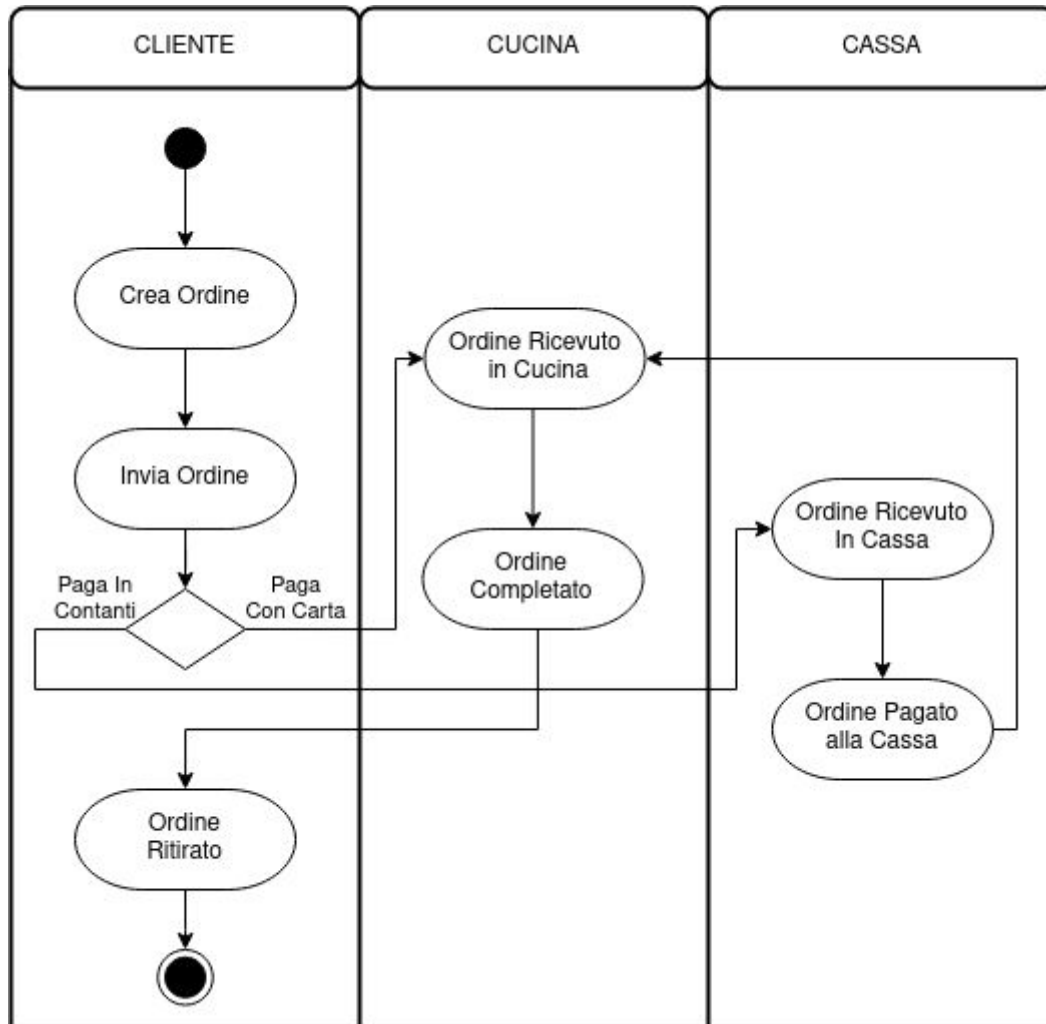 CLIENTE
CUCINA
CASSA
Crea Ordine
Invia Ordine
Paga In
Contanti
Paga
Con Carta
Ordine Ricevuto
in Cucina
Ordine
Completato
Ordine Ricevuto
In Cassa
Ordine Pagato
alla Cassa
Ordine
Ritirato